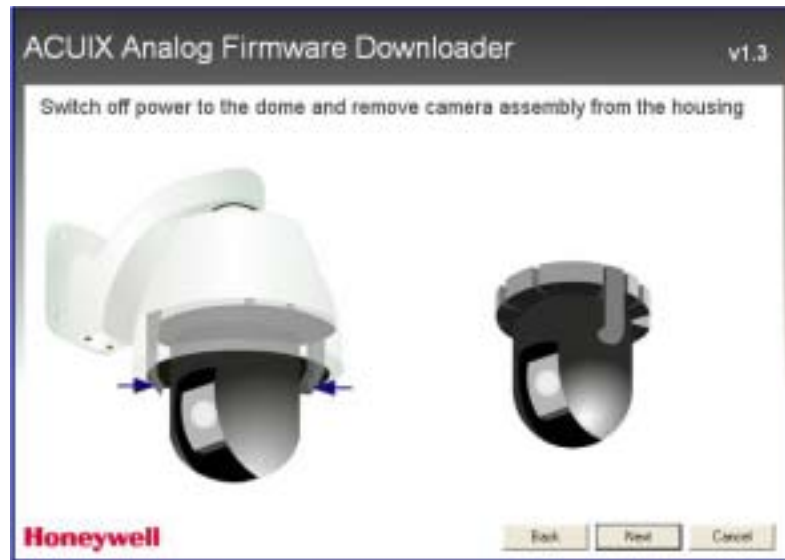 ACUIX Analog Firmware Downloader v1.3
Switch off power to the dome and remove camera assembly from the housing
Honeywell
Back Next Cancel